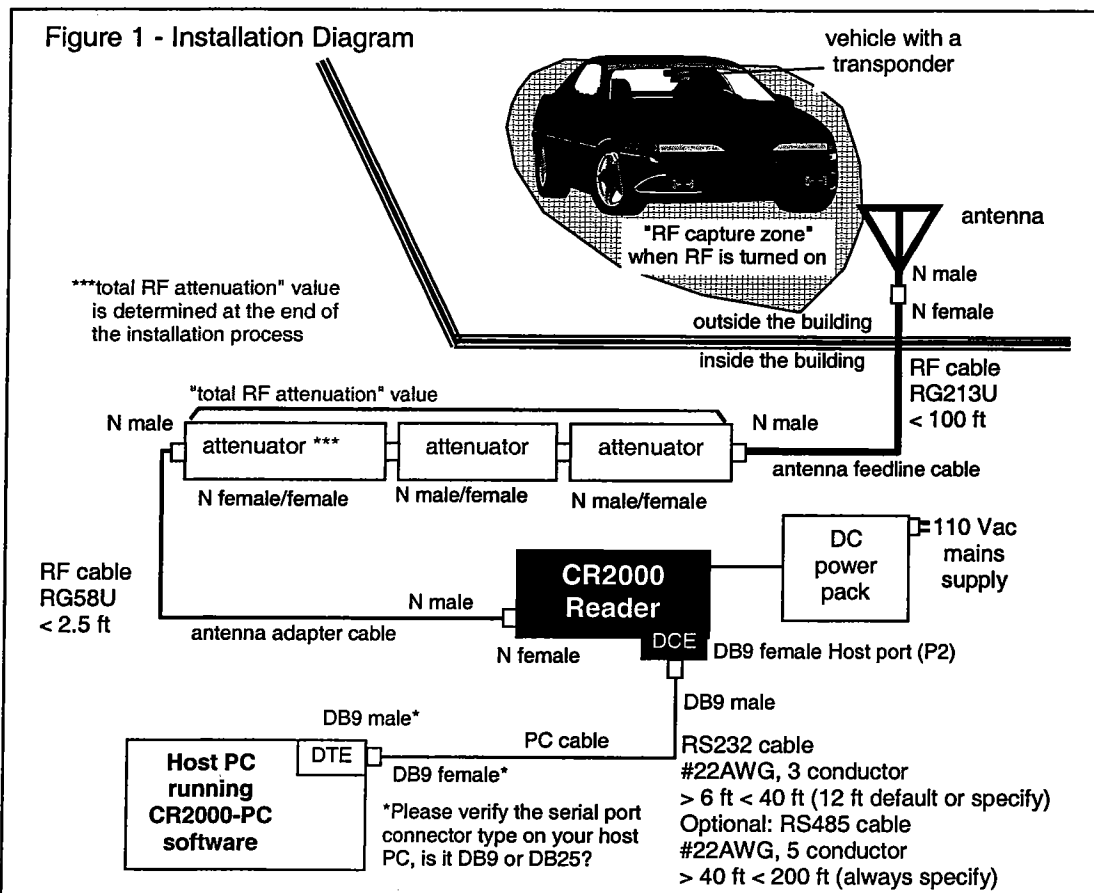 Figure 1 - Installation Diagram
vehicle with a
transponder
"RF capture zone"
when RF is turned on
antenna
N male
N female
***total RF attenuation" value
is determined at the end of
the installation process
outside the building
inside the building
RF cable
RG213U
< 100 ft
"total RF attenuation" value
N male
attenuator ***
attenuator
attenuator
N male
antenna feedline cable
N female/female
N male/female
N male/female
RF cable
RG58U
< 2.5 ft
N male
antenna adapter cable
N female
CR2000
Reader
DCE
DC
power
pack
110 Vac
mains
supply
DB9 female Host port (P2)
DB9 male
DB9 male*
PC cable
DTE
DB9 female*
Host PC
running
CR2000-PC
software
*Please verify the serial port
connector type on your host
PC, is it DB9 or DB25?
RS232 cable
#22AWG, 3 conductor
> 6 ft < 40 ft (12 ft default or specify)
Optional: RS485 cable
#22AWG, 5 conductor
> 40 ft < 200 ft (always specify)